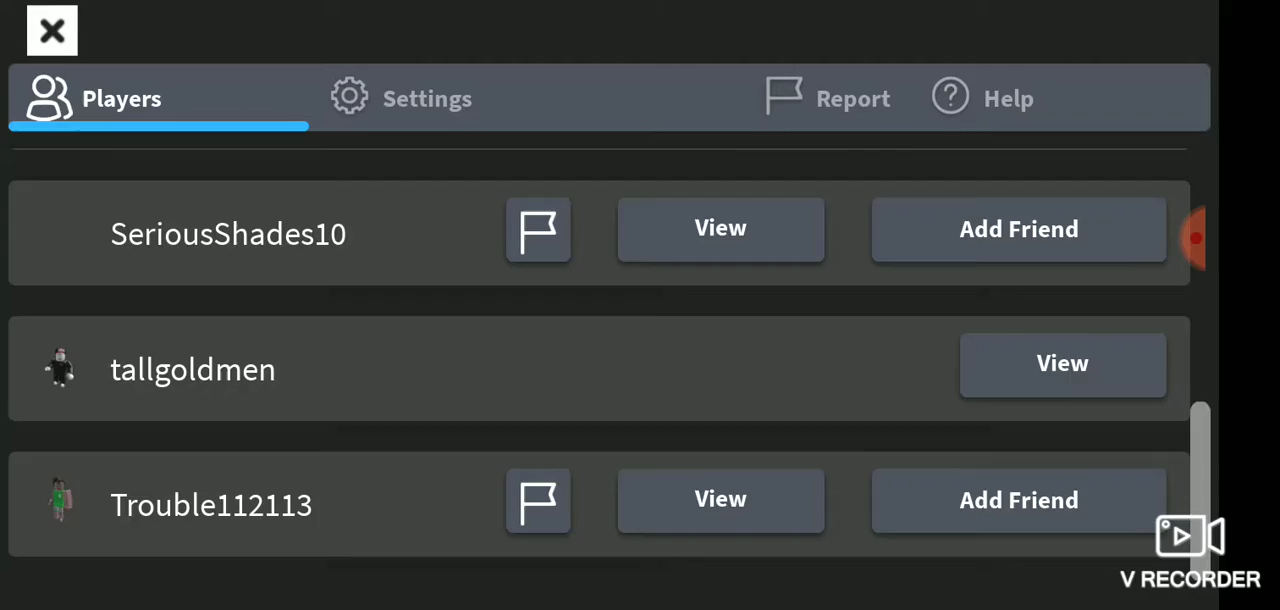 Players
Settings
Report
Help
SeriousShades10
View
Add Friend
tallgoldmen
View
Trouble112113
View
Add Friend
V RECORDER